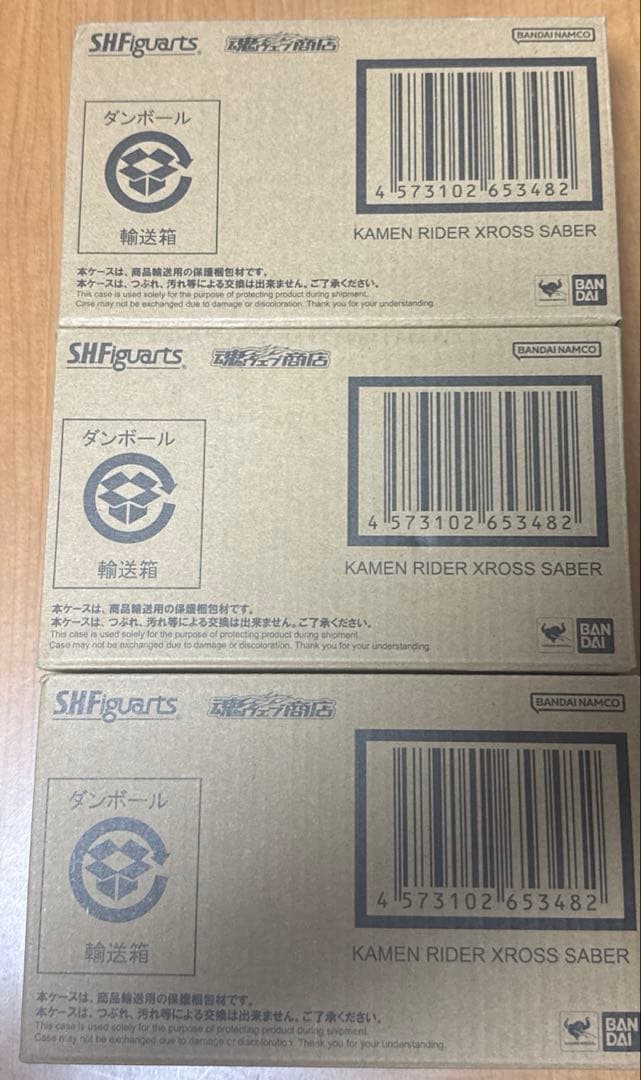 S.H.Figuarts 魂ウェブ商店 BANDAI NAMCO
ダンボール
4 573102 653482
輸送箱
KAMEN RIDER XROSS SABER
本ケースは、商品輸送用の保護梱包材です。
本ケースは、つぶれ、汚れ等による交換は出来ません。ご了承ください。
This case is used solely for the purpose of protecting product during shipment.
Case may not be exchanged due to damage or discoloration. Thank you for your understanding.
BAN
DAI
S.H.Figuarts 魂ウェブ商店 BANDAI NAMCO
ダンボール
4 573102 653482
輸送箱
KAMEN RIDER XROSS SABER
本ケースは、商品輸送用の保護梱包材です。
本ケースは、つぶれ、汚れ等による交換は出来ません。ご了承ください。
This case is used solely for the purpose of protecting product during shipment.
Case may not be exchanged due to damage or discoloration. Thank you for your understanding.
BAN
DAI
S.H.Figuarts 魂ウェブ商店 BANDAI NAMCO
ダンボール
4 573102 653482
輸送箱
KAMEN RIDER XROSS SABER
本ケースは、商品輸送用の保護梱包材です。
本ケースは、つぶれ、汚れ等による交換は出来ません。ご了承ください。
This case is used solely for the purpose of protecting product during shipment.
Case may not be exchanged due to damage or discoloration. Thank you for your understanding.
BAN
DAI